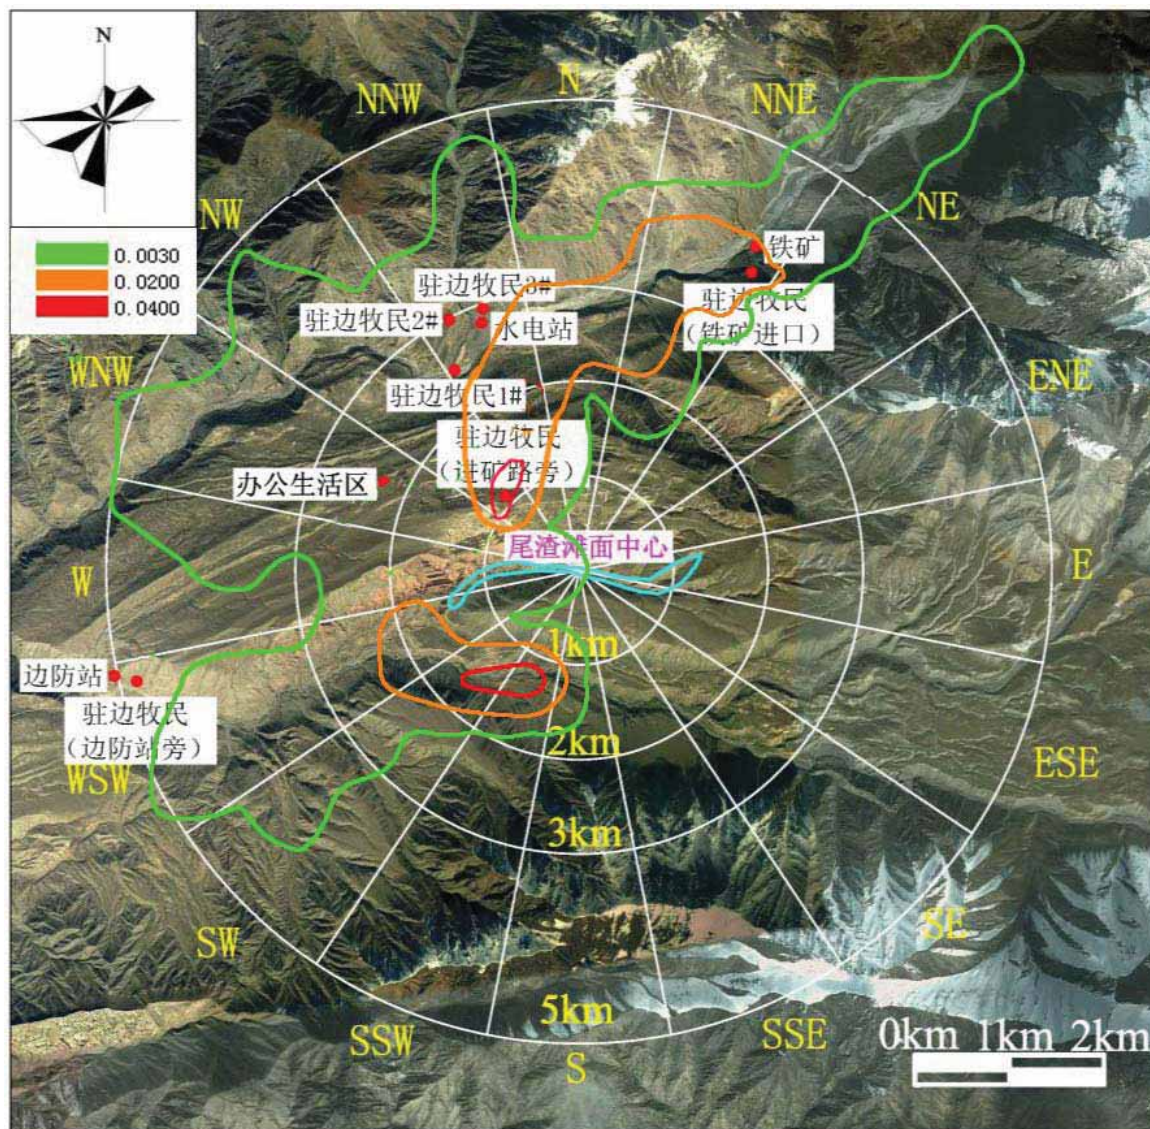 N
0.0030
0.0200
0.0400
NNW
N
NNE
NW
NE
铁矿
驻边牧民3#
驻边牧民2#
水电站
驻边牧民
（铁矿进口）
WNW
ENE
驻边牧民1#
驻边牧民
（进矿路旁）
办公生活区
尾渣滩面中心
W
E
1km
边防站
驻边牧民
（边防站旁）
2km
WSW
ESE
3km
SW
SE
5km
SSW
SSE
S
0km 1km 2km